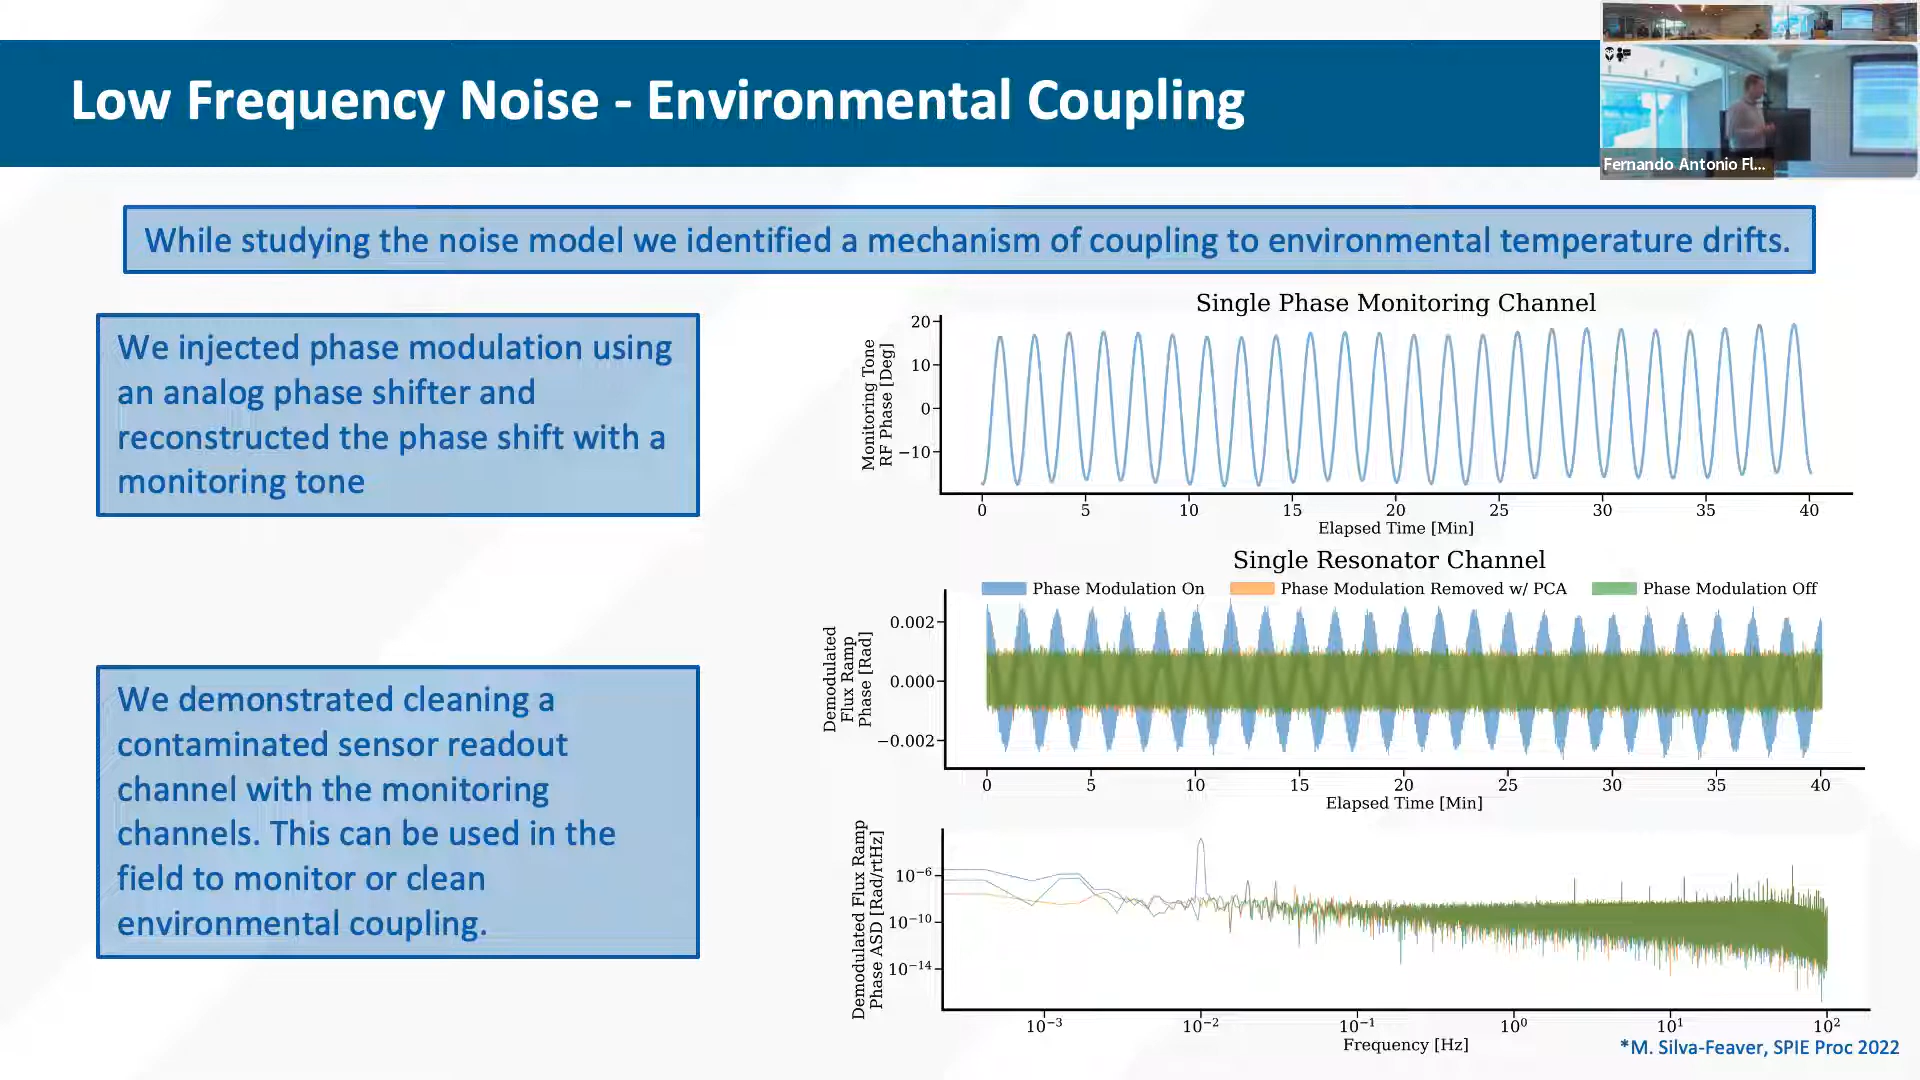 Low Frequency Noise - Environmental Coupling
Fernando Antonio Fl...
While studying the noise model we identified a mechanism of coupling to environmental temperature drifts.
We injected phase modulation using
an analog phase shifter and
reconstructed the phase shift with a
monitoring tone
We demonstrated cleaning a
contaminated sensor readout
channel with the monitoring
channels. This can be used in the
field to monitor or clean
environmental coupling.
Single Phase Monitoring Channel
Monitoring Tone
RF Phase [Deg]
20
10
0
−10
0 5 10 15 20 25 30 35 40
Elapsed Time [Min]
Single Resonator Channel
Phase Modulation On Phase Modulation Removed w/ PCA Phase Modulation Off
Demodulated
Flux Ramp
Phase [Rad]
0.002
0.000
−0.002
0 5 10 15 20 25 30 35 40
Elapsed Time [Min]
Demodulated Flux Ramp
Phase ASD [Rad/rtHz]
10⁻⁶
10⁻¹⁰
10⁻¹⁴
10⁻³ 10⁻² 10⁻¹ 10⁰ 10¹ 10²
Frequency [Hz]
*M. Silva-Feaver, SPIE Proc 2022